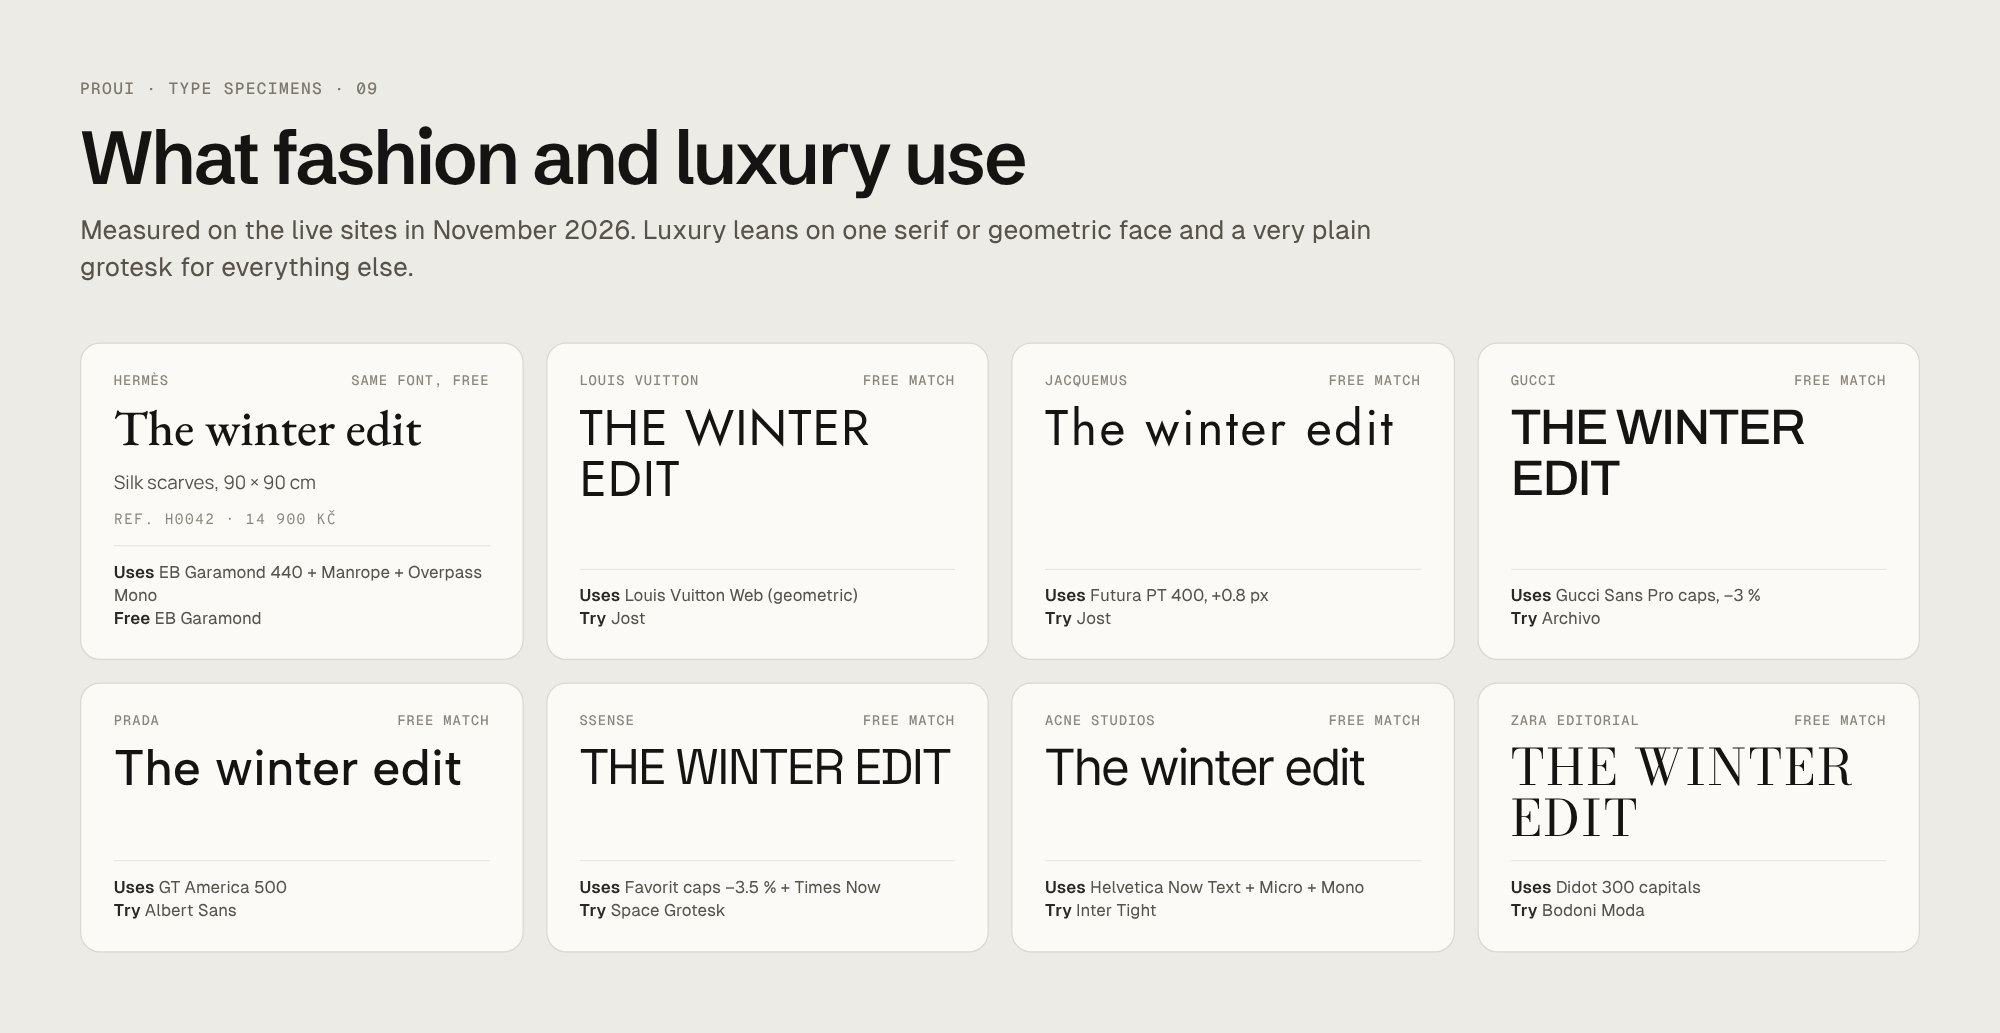 PROUI · TYPE SPECIMENS · 09
What fashion and luxury use
Measured on the live sites in November 2026. Luxury leans on one serif or geometric face and a very plain
grotesk for everything else.
HERMÈS
SAME FONT, FREE
The winter edit
Silk scarves, 90 × 90 cm
REF. H0042 · 14 900 KČ
Uses EB Garamond 440 + Manrope + Overpass
Mono
Free EB Garamond
LOUIS VUITTON
FREE MATCH
THE WINTER
EDIT
Uses Louis Vuitton Web (geometric)
Try Jost
JACQUEMUS
FREE MATCH
The winter edit
Uses Futura PT 400, +0.8 px
Try Jost
GUCCI
FREE MATCH
THE WINTER
EDIT
Uses Gucci Sans Pro caps, −3 %
Try Archivo
PRADA
FREE MATCH
The winter edit
Uses GT America 500
Try Albert Sans
SSENSE
FREE MATCH
THE WINTER EDIT
Uses Favorit caps −3.5 % + Times Now
Try Space Grotesk
ACNE STUDIOS
FREE MATCH
The winter edit
Uses Helvetica Now Text + Micro + Mono
Try Inter Tight
ZARA EDITORIAL
FREE MATCH
THE WINTER
EDIT
Uses Didot 300 capitals
Try Bodoni Moda